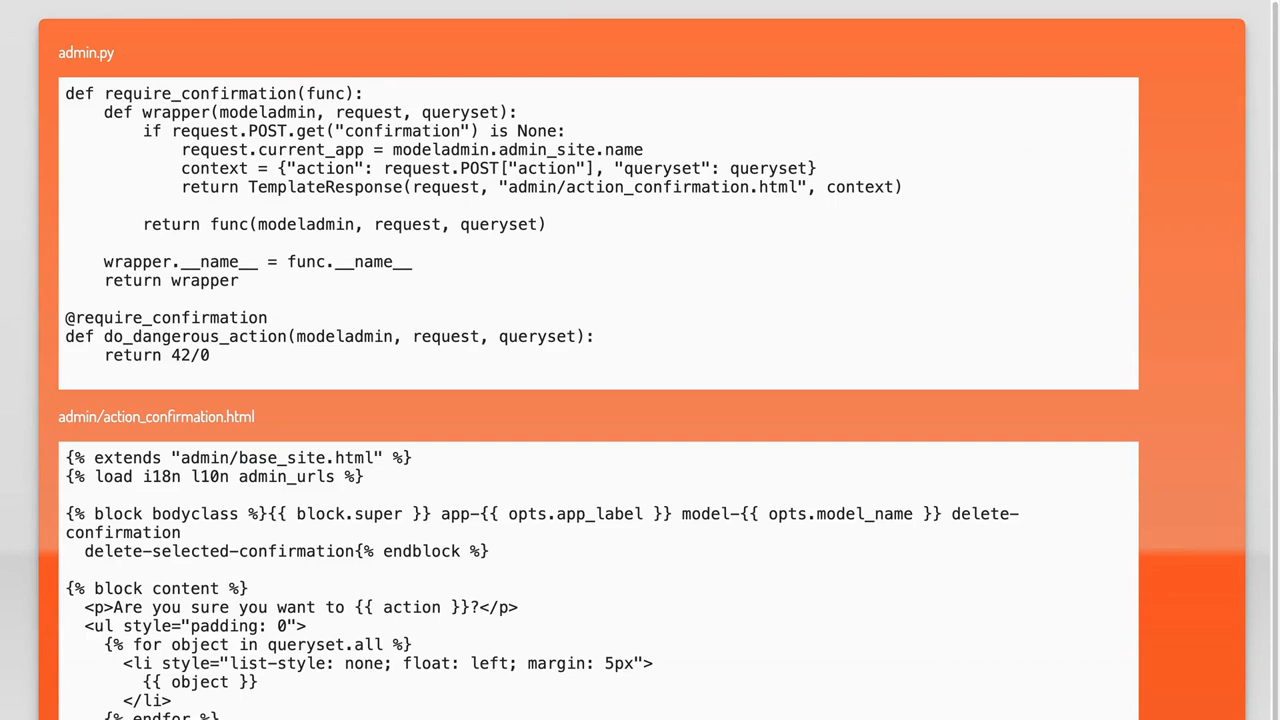 admin.py
def require_confirmation(func):
    def wrapper(modeladmin, request, queryset):
        if request.POST.get("confirmation") is None:
            request.current_app = modeladmin.admin_site.name
            context = {"action": request.POST["action"], "queryset": queryset}
            return TemplateResponse(request, "admin/action_confirmation.html", context)

        return func(modeladmin, request, queryset)

    wrapper.__name__ = func.__name__
    return wrapper

@require_confirmation
def do_dangerous_action(modeladmin, request, queryset):
    return 42/0

admin/action_confirmation.html
{% extends "admin/base_site.html" %}
{% load i18n l10n admin_urls %}

{% block bodyclass %}{{ block.super }} app-{{ opts.app_label }} model-{{ opts.model_name }} delete-
confirmation
  delete-selected-confirmation{% endblock %}

{% block content %}
  <p>Are you sure you want to {{ action }}?</p>
  <ul style="padding: 0">
    {% for object in queryset.all %}
      <li style="list-style: none; float: left; margin: 5px">
        {{ object }}
      </li>
    {% endfor %}